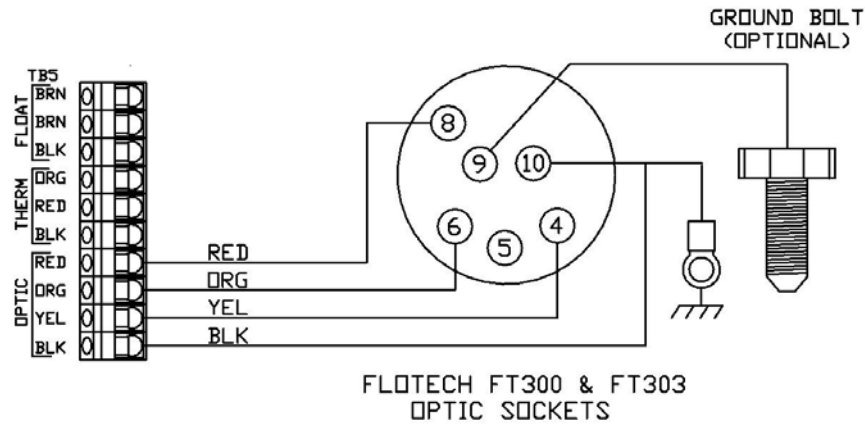 GROUND BOLT
(OPTIONAL)
TB5
FLOAT
BRN
BRN
BLK
THERM
ORG
RED
BLK
OPTIC
RED
ORG
YEL
BLK
RED
ORG
YEL
BLK
8
9
10
6
5
4
FLOTECH FT300 & FT303
OPTIC SOCKETS